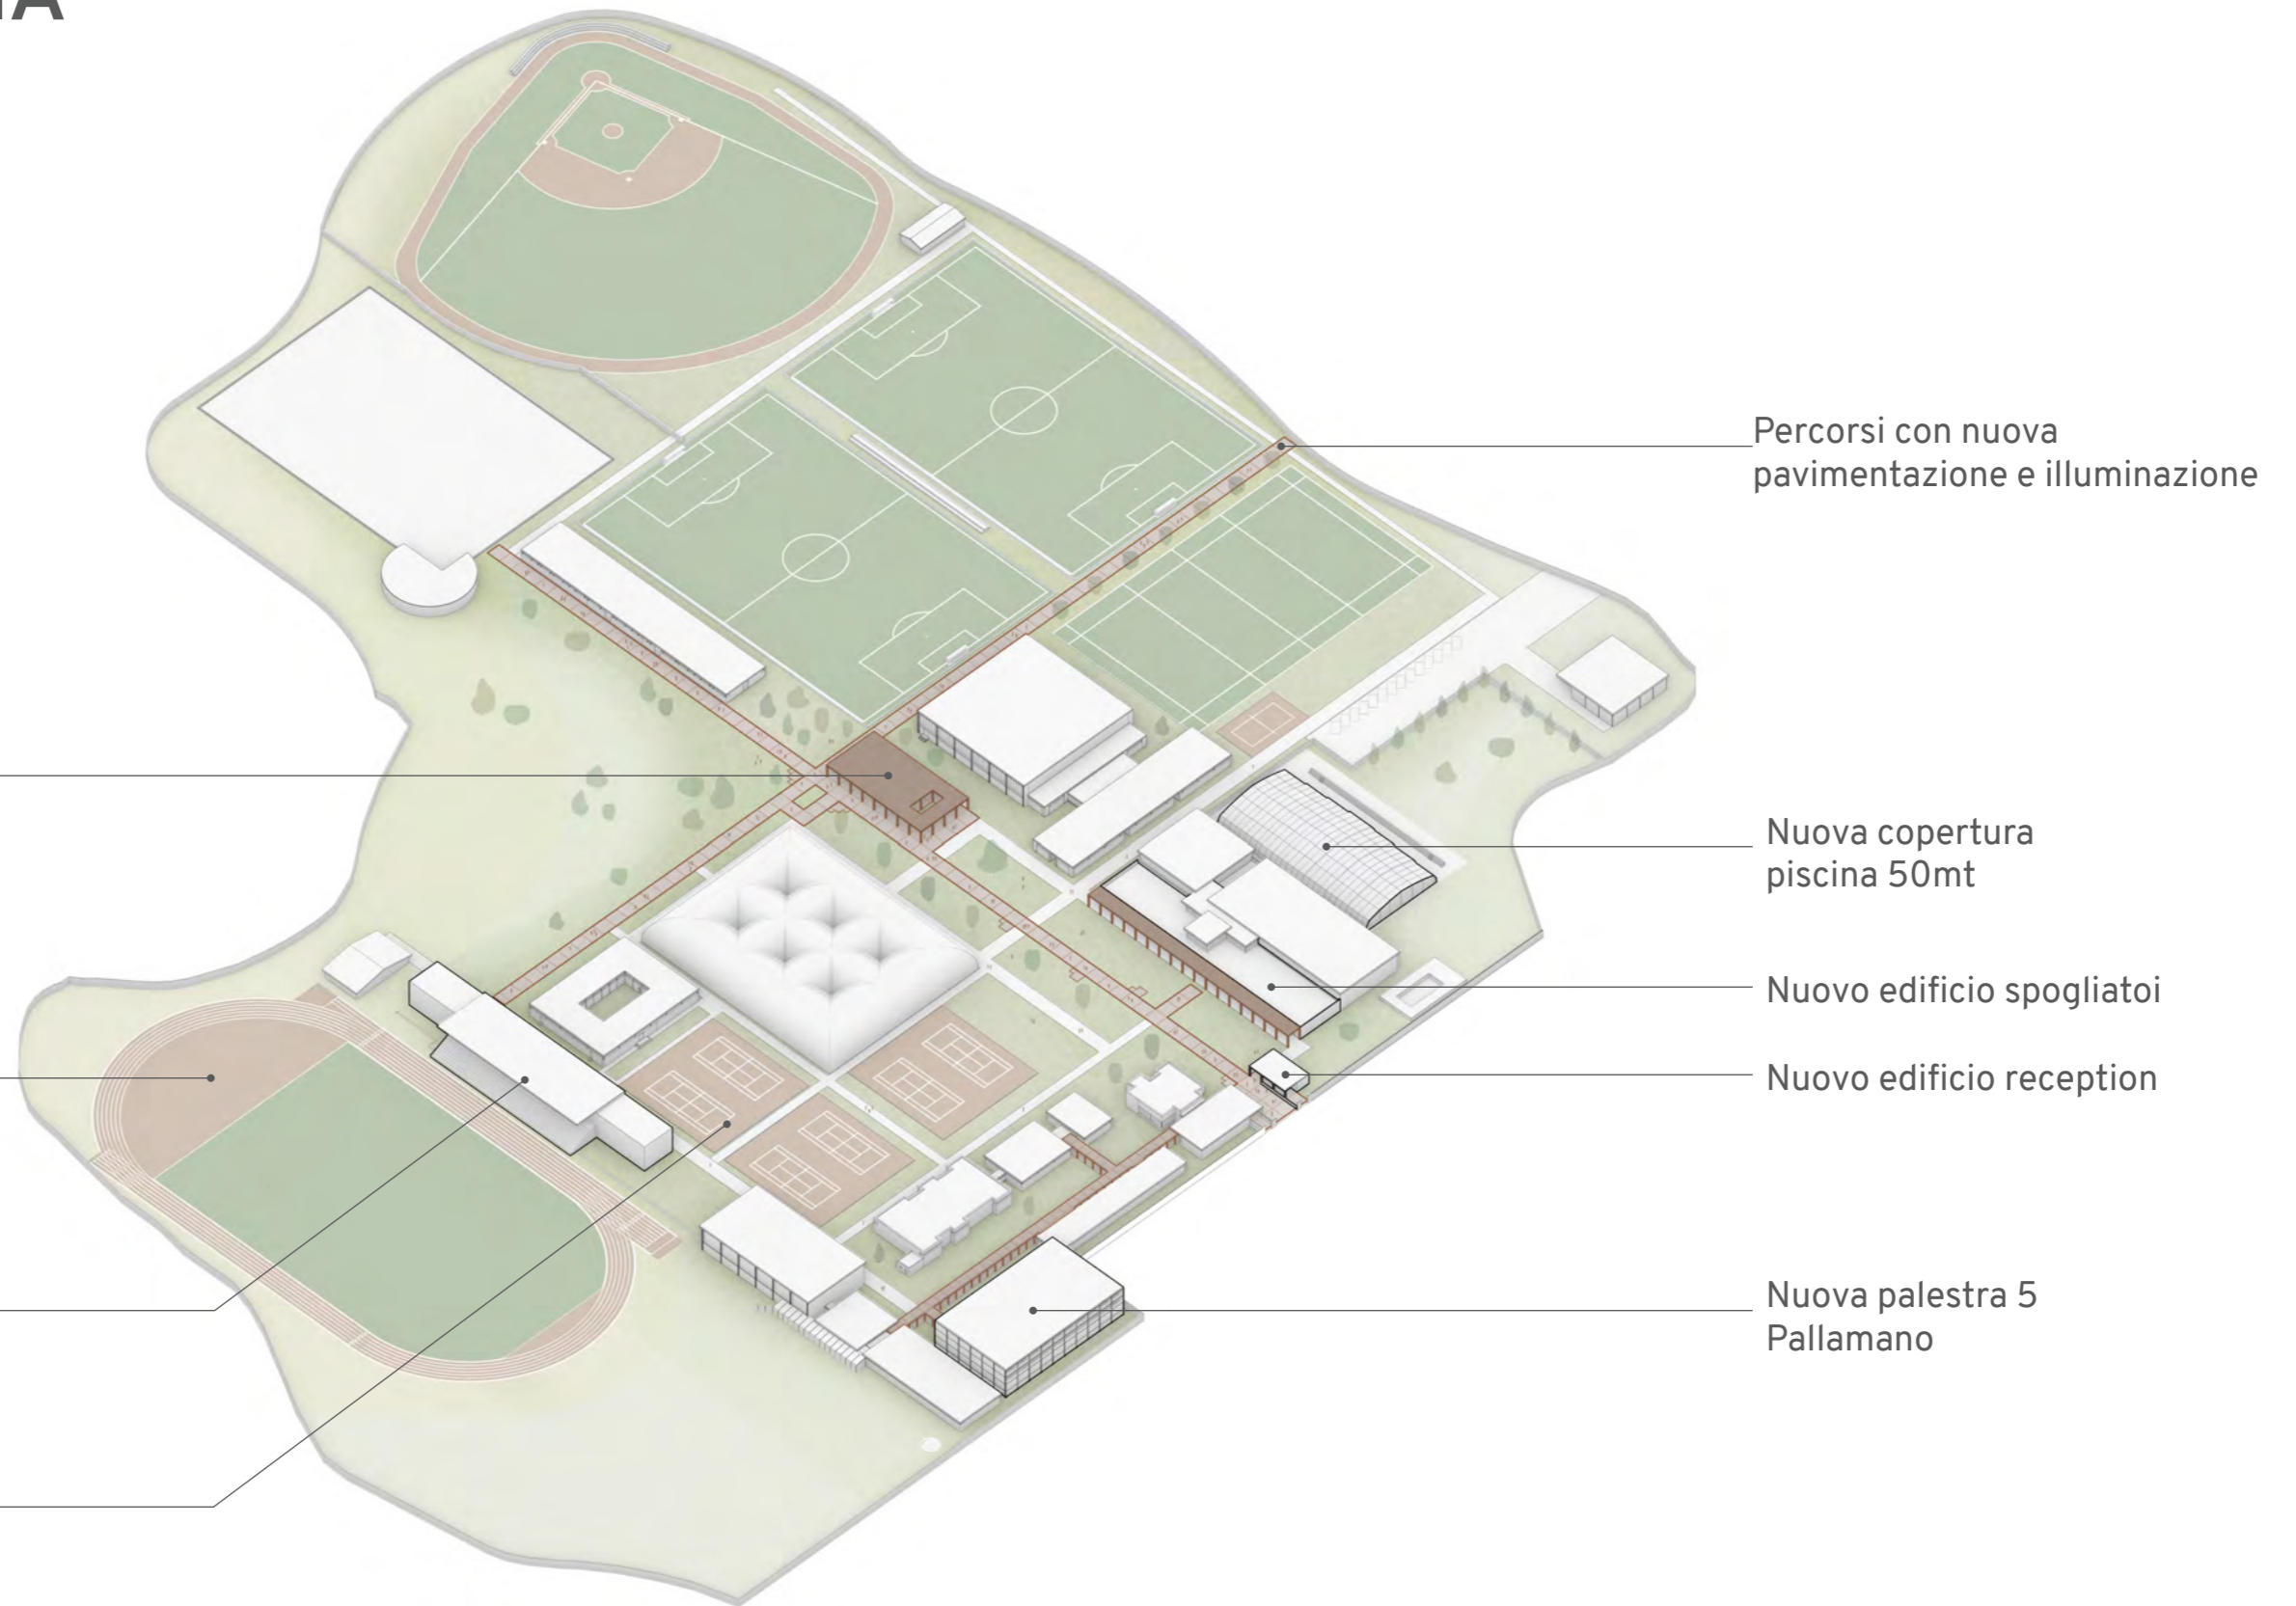 Percorsi con nuova
pavimentazione e illuminazione
Nuova copertura
piscina 50mt
Nuovo edificio spogliatoi
Nuovo edificio reception
Nuova palestra 5
Pallamano